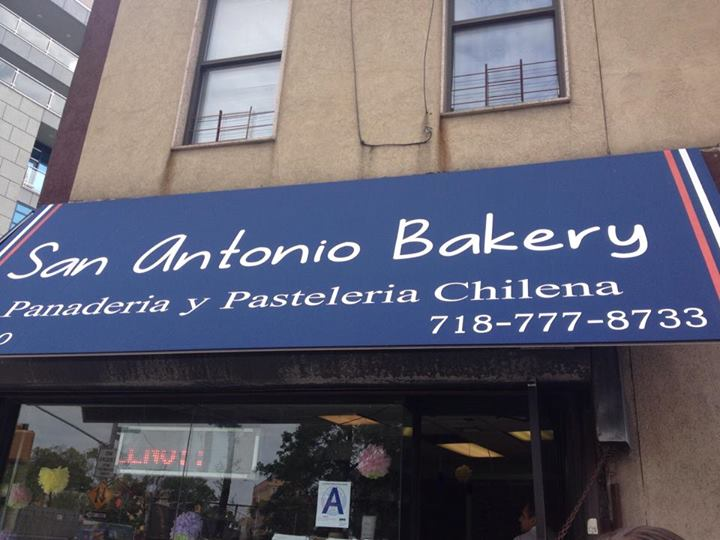 San Antonio Bakery
Panaderia y Pasteleria Chilena
718-777-8733
A